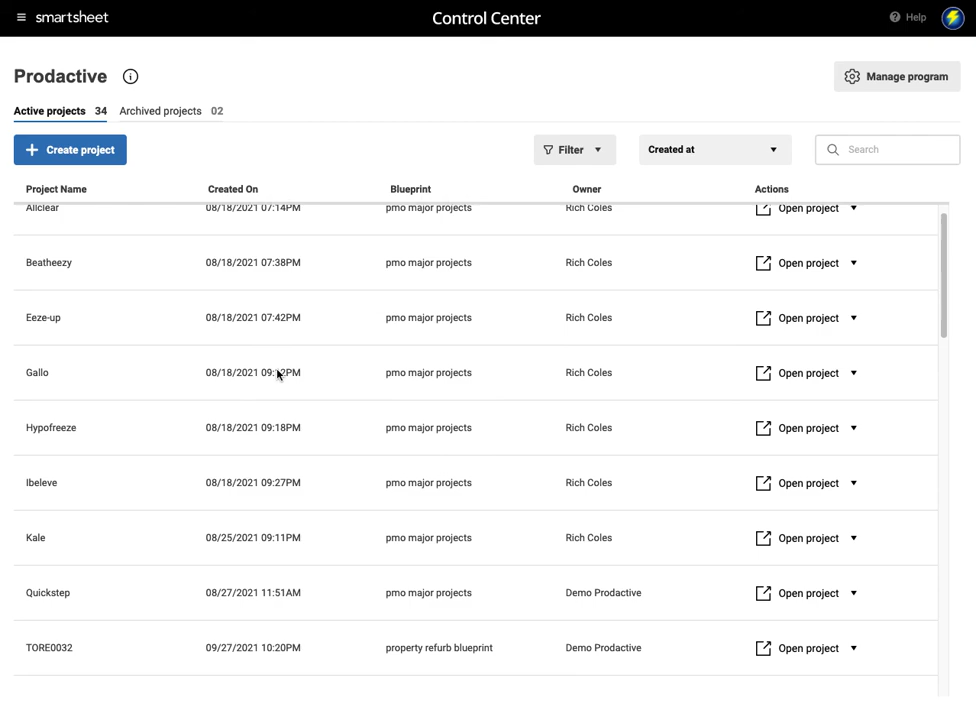 smartsheet Control Center Help
Prodactive Manage program
Active projects 34 Archived projects 02
Create project Filter Created at Search
Project Name Created On Blueprint Owner Actions
Allclear 08/18/2021 07:14PM pmo major projects Rich Coles Open project
Beatheezy 08/18/2021 07:38PM pmo major projects Rich Coles Open project
Eeze-up 08/18/2021 07:42PM pmo major projects Rich Coles Open project
Gallo 08/18/2021 pmo major projects Rich Coles Open project
Hypofreeze 08/18/2021 09:18PM pmo major projects Rich Coles Open project
Ibeleve 08/18/2021 09:27PM pmo major projects Rich Coles Open project
Kale 08/25/2021 09:11PM pmo major projects Rich Coles Open project
Quickstep 08/27/2021 11:51AM pmo major projects Demo Prodactive Open project
TORE0032 09/27/2021 10:20PM property refurb blueprint Demo Prodactive Open project